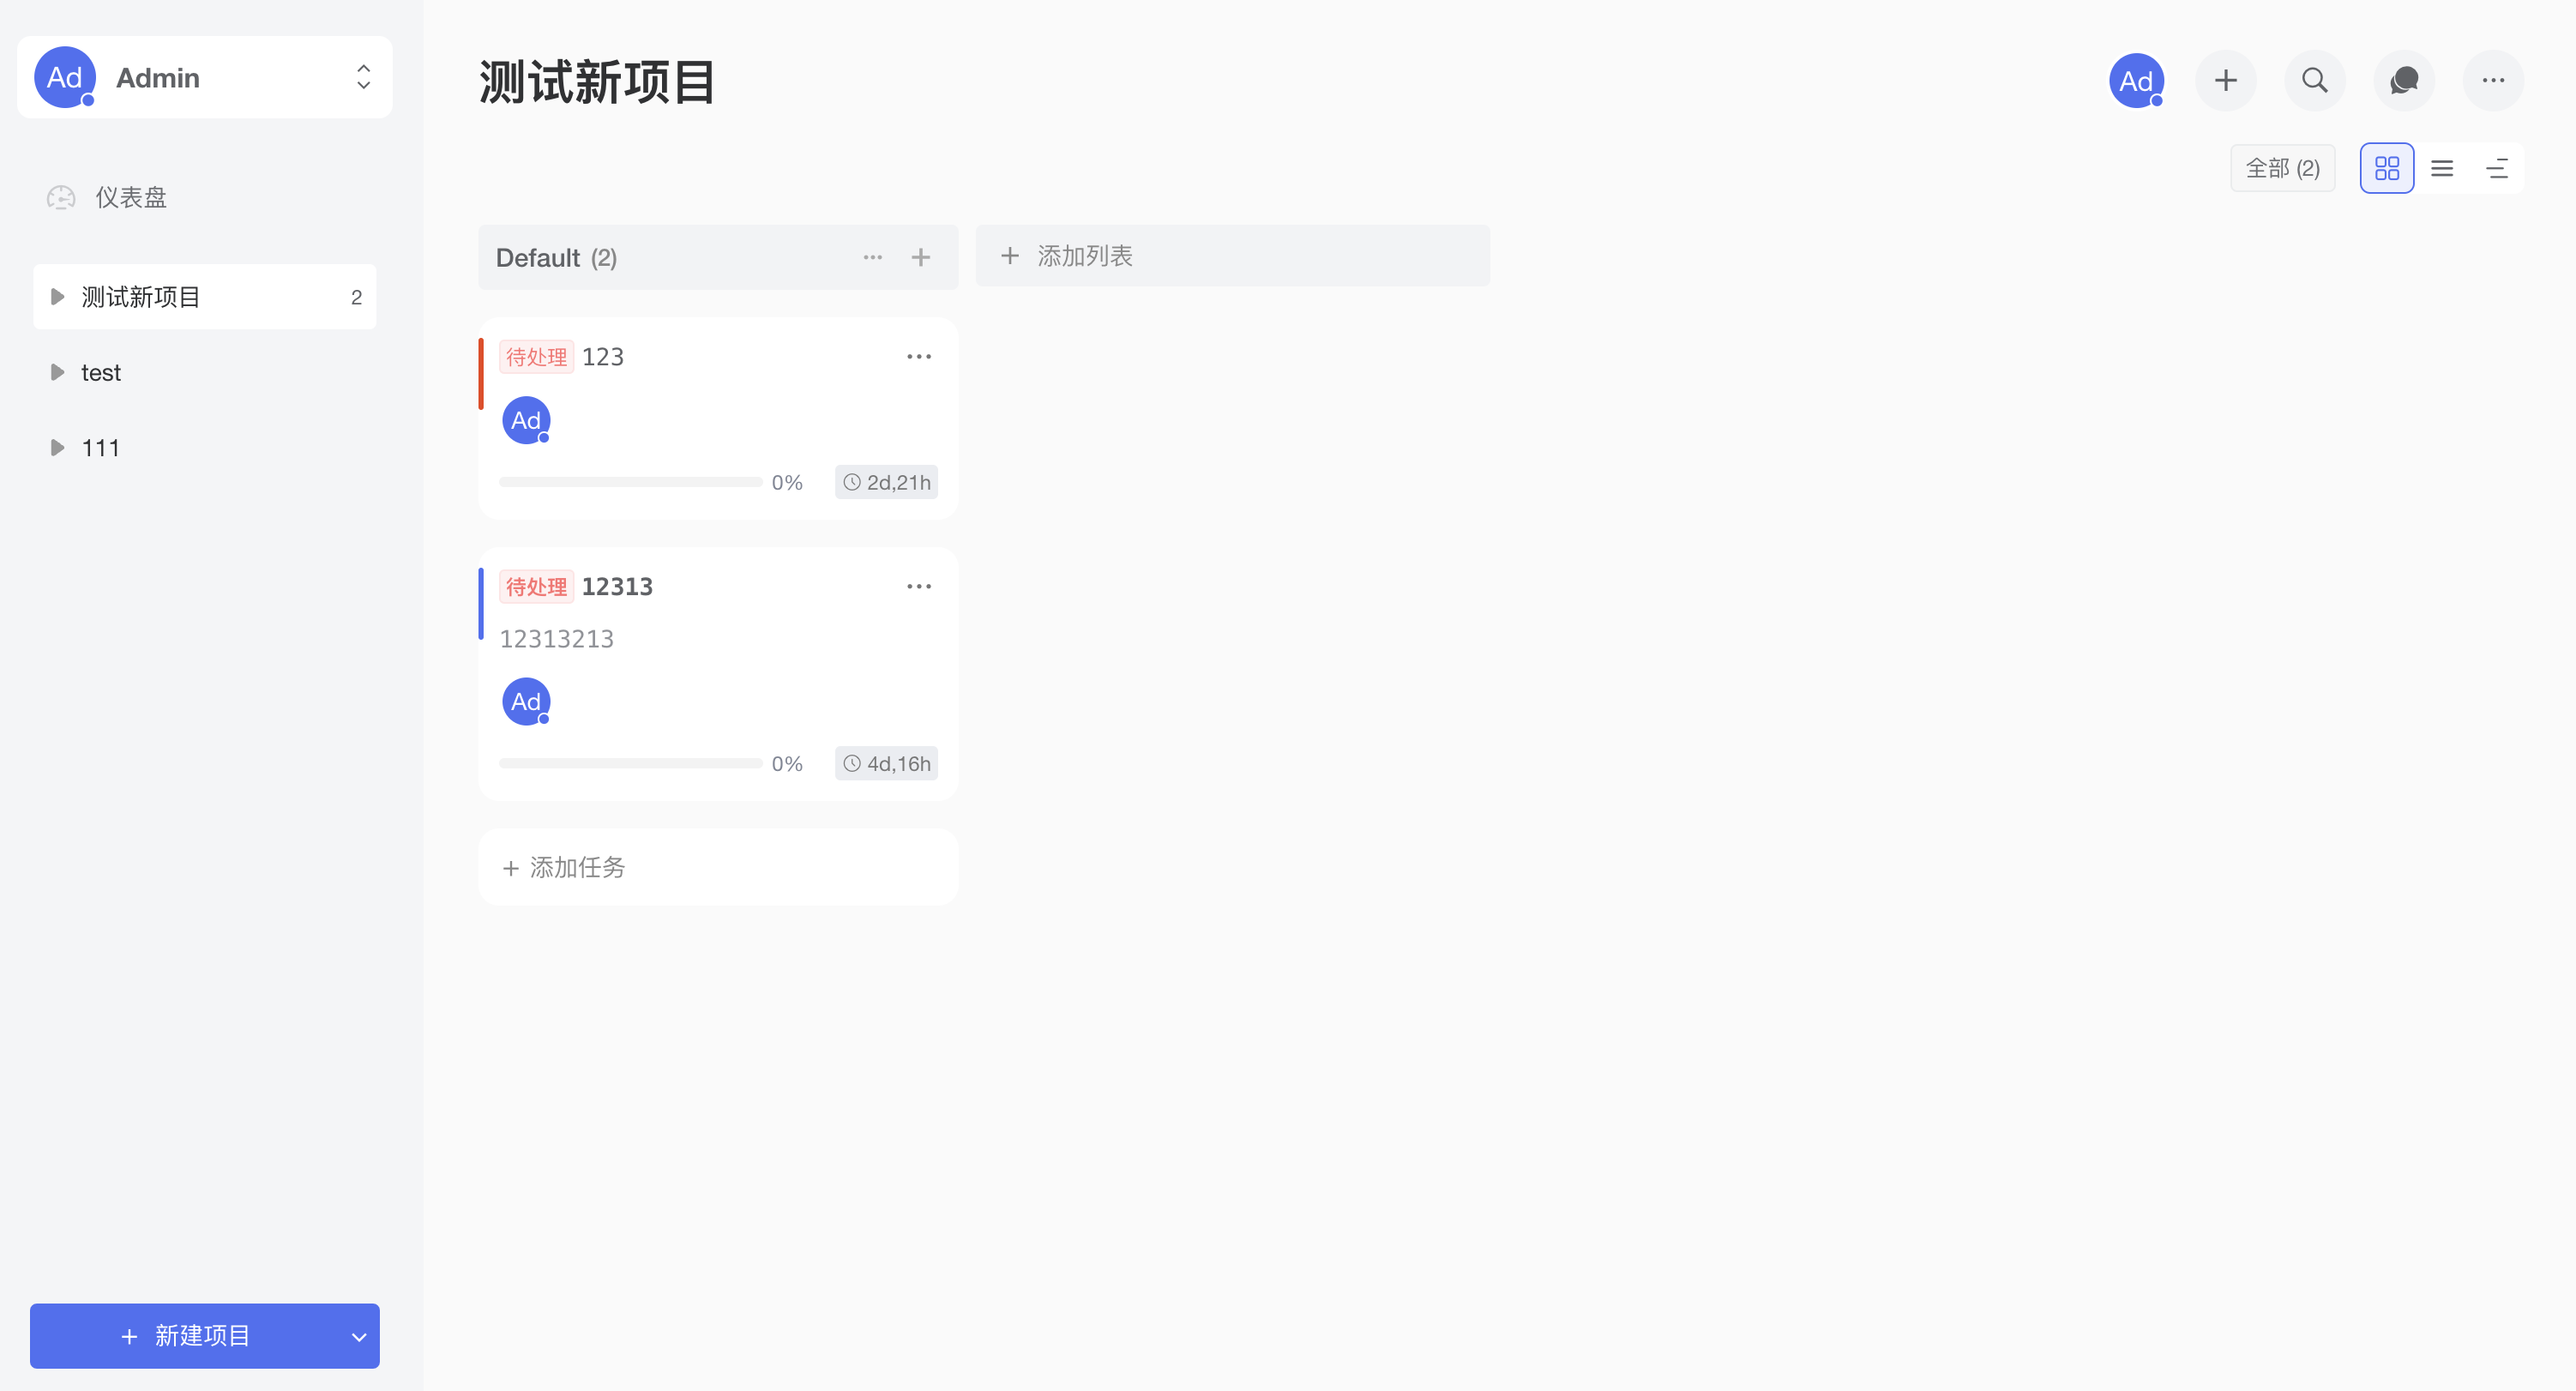 Ad Admin
仪表盘
测试新项目 2
test
111
+ 新建项目
测试新项目
Ad
全部 (2)
Default (2)
+ 添加列表
待处理 123
Ad
0% 2d,21h
待处理 12313
12313213
Ad
0% 4d,16h
+ 添加任务